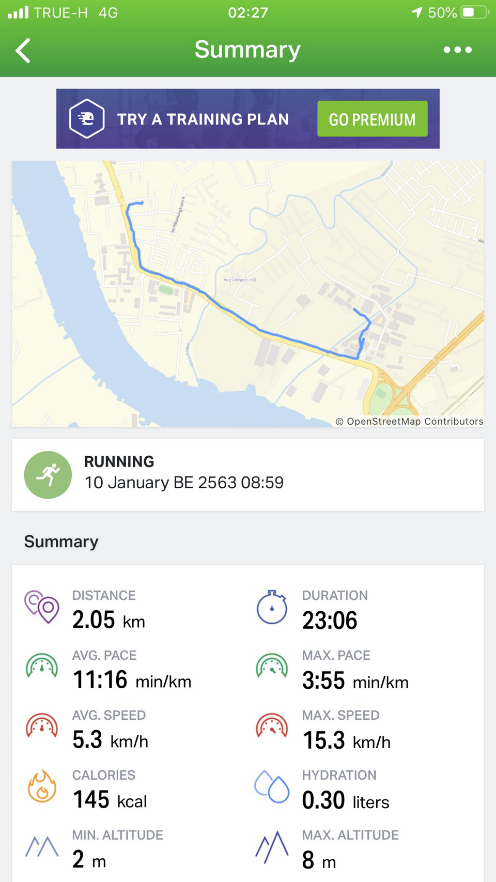 TRUE-H 4G 02:27 50%
Summary
TRY A TRAINING PLAN GO PREMIUM
© OpenStreetMap Contributors
RUNNING
10 January BE 2563 08:59
Summary
DISTANCE DURATION
2.05 km 23:06
AVG. PACE MAX. PACE
11:16 min/km 3:55 min/km
AVG. SPEED MAX. SPEED
5.3 km/h 15.3 km/h
CALORIES HYDRATION
145 kcal 0.30 liters
MIN. ALTITUDE MAX. ALTITUDE
2 m 8 m